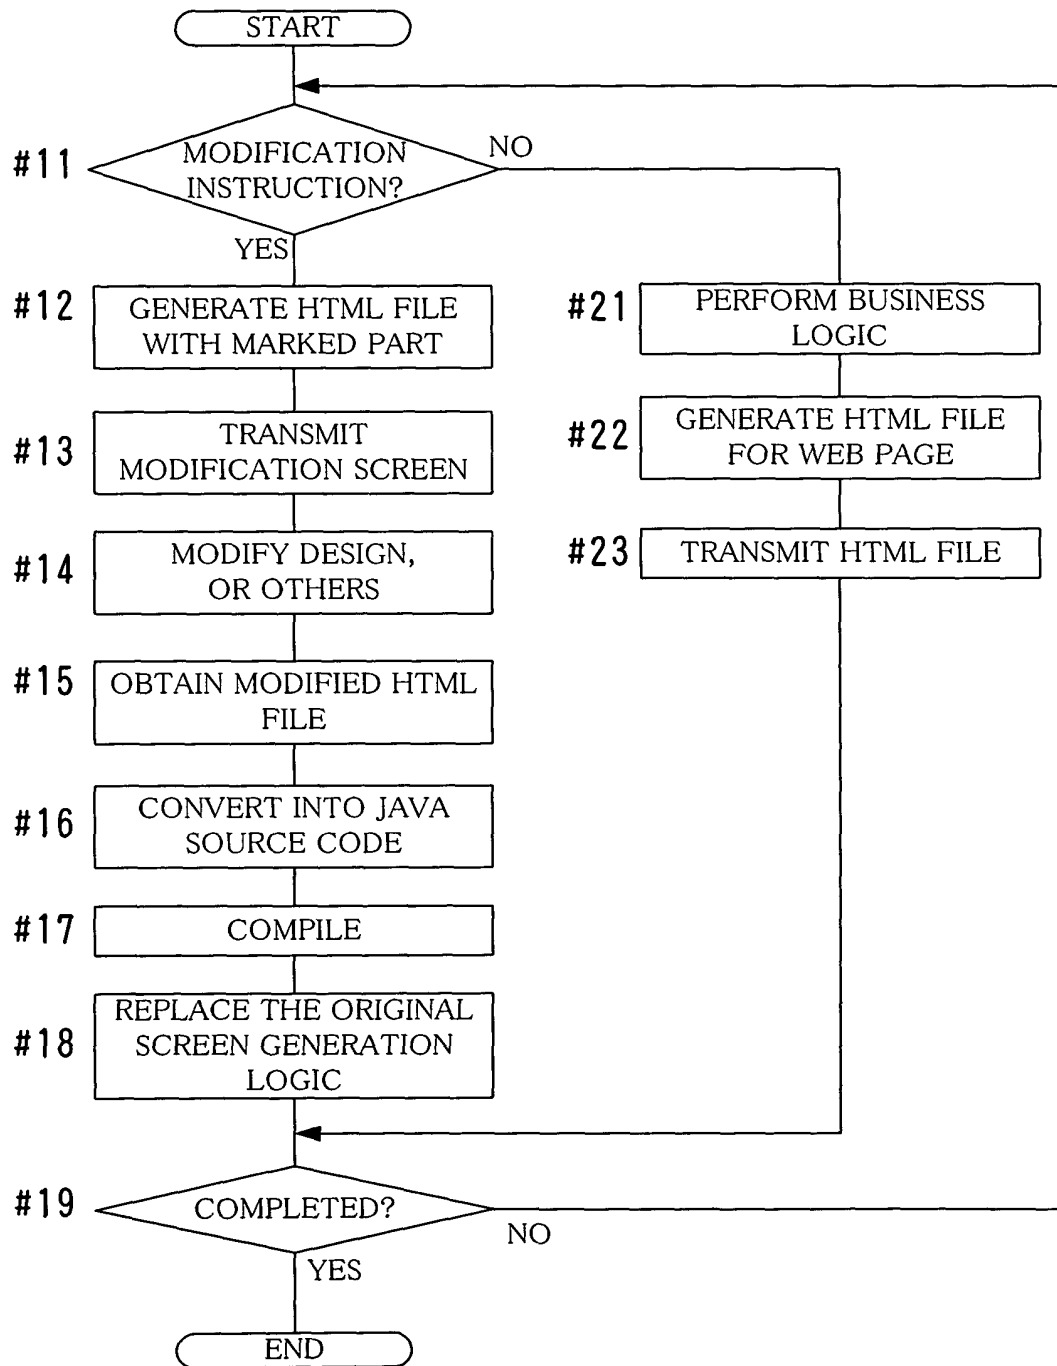 START
#11
MODIFICATION
INSTRUCTION?
NO
YES
#12
GENERATE HTML FILE
WITH MARKED PART
#13
TRANSMIT
MODIFICATION SCREEN
#14
MODIFY DESIGN,
OR OTHERS
#15
OBTAIN MODIFIED HTML
FILE
#16
CONVERT INTO JAVA
SOURCE CODE
#17
COMPILE
#18
REPLACE THE ORIGINAL
SCREEN GENERATION
LOGIC
#21
PERFORM BUSINESS
LOGIC
#22
GENERATE HTML FILE
FOR WEB PAGE
#23
TRANSMIT HTML FILE
#19
COMPLETED?
NO
YES
END